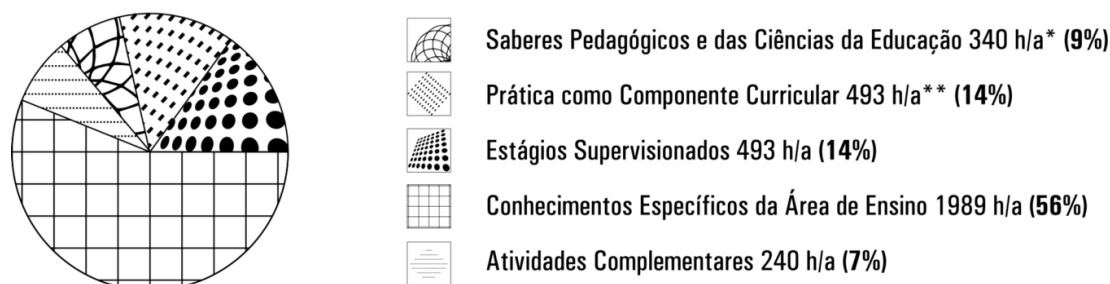 Saberes Pedagógicos e das Ciências da Educação 340 h/a* (9%)
Prática como Componente Curricular 493 h/a** (14%)
Estágios Supervisionados 493 h/a (14%)
Conhecimentos Específicos da Área de Ensino 1989 h/a (56%)
Atividades Complementares 240 h/a (7%)